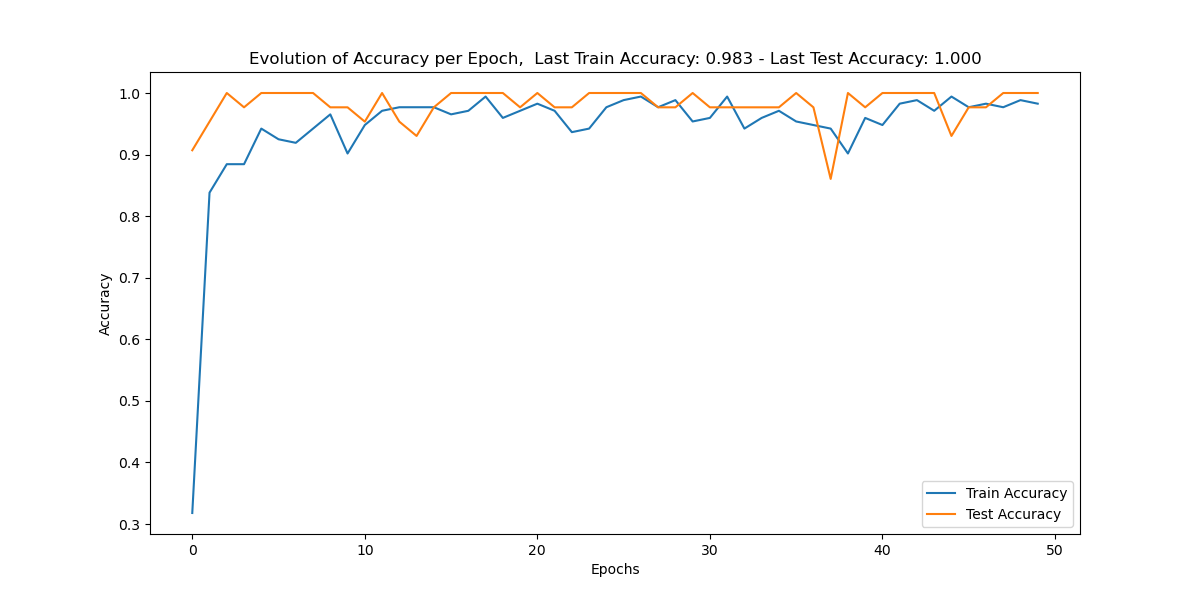 Evolution of Accuracy per Epoch,  Last Train Accuracy: 0.983 - Last Test Accuracy: 1.000
Accuracy
1.0
0.9
0.8
0.7
0.6
0.5
0.4
0.3
Train Accuracy
Test Accuracy
0 10 20 30 40 50
Epochs